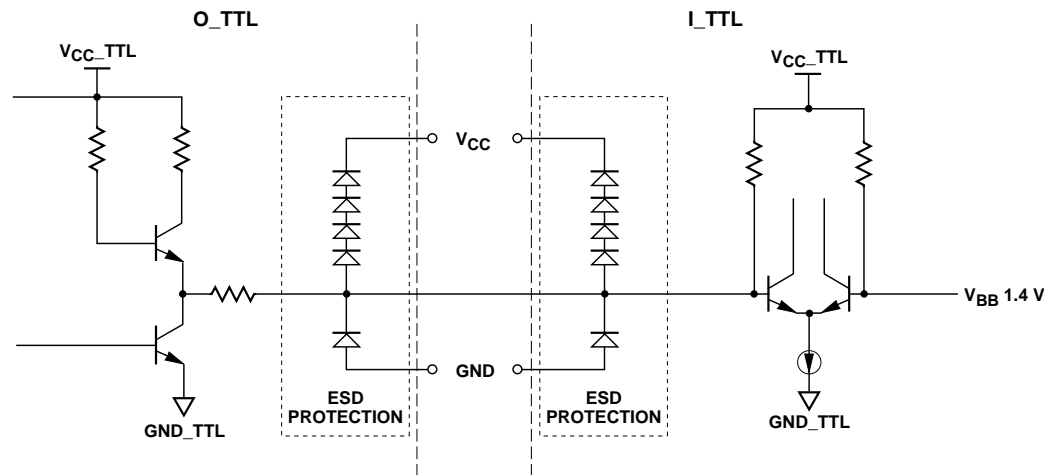 O_TTL
I_TTL
VCC_TTL
VCC_TTL
VCC
VBB 1.4 V
GND
ESD
PROTECTION
ESD
PROTECTION
GND_TTL
GND_TTL